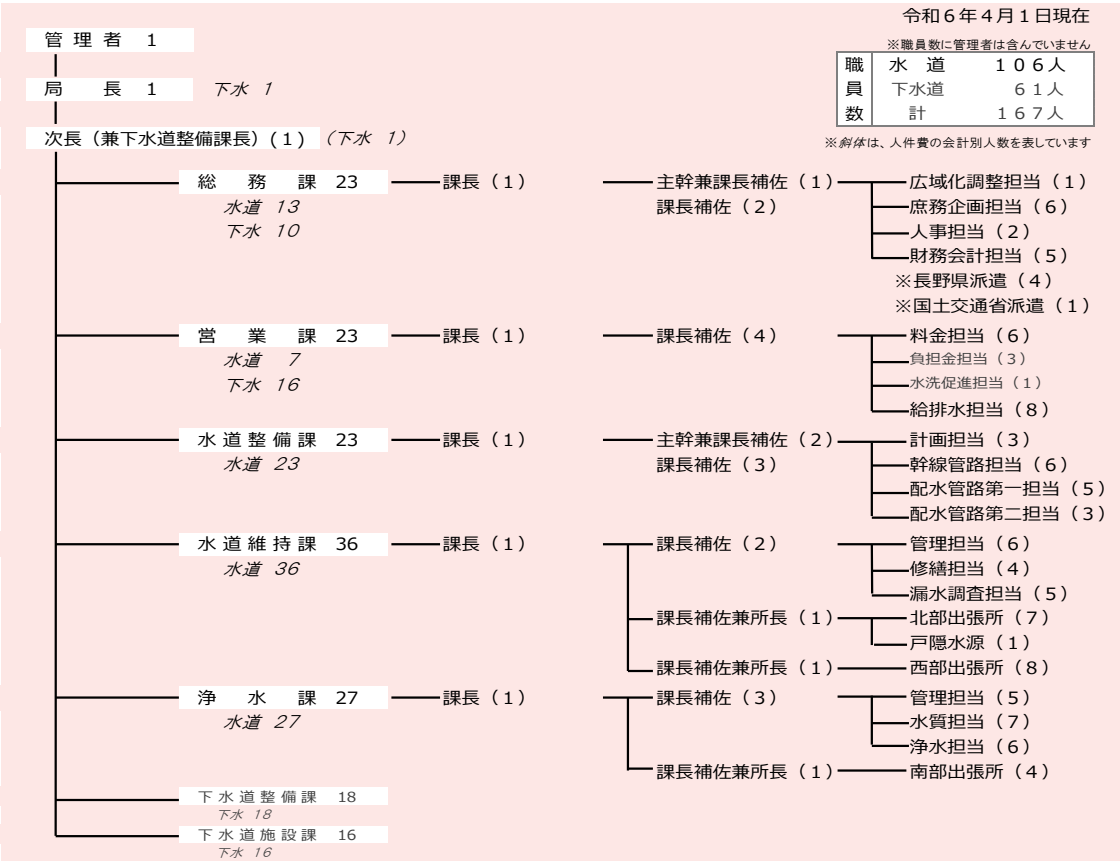 令和６年４月１日現在
管 理 者　1
※職員数に管理者は含んでいません
職員数
水　道　１０６人
下水道　６１人
計　１６７人
※斜体は、人件費の会計別人数を表しています
局　　長　1　下水 1
次長（兼下水道整備課長）(１)　（下水 1）
総　務　課　23 課長（１） 主幹兼課長補佐（１） 広域化調整担当（１）
水道 13 課長補佐（２） 庶務企画担当（６）
下水 10 人事担当（２）
財務会計担当（５）
※長野県派遣（４）
※国土交通省派遣（１）
営　業　課　23 課長（１） 課長補佐（４） 料金担当（６）
水道 7 負担金担当（３）
下水 16 水洗促進担当（１）
給排水担当（８）
水道整備課　23 課長（１） 主幹兼課長補佐（２） 計画担当（３）
水道 23 課長補佐（３） 幹線管路担当（６）
配水管路第一担当（５）
配水管路第二担当（３）
水道維持課　36 課長（１） 課長補佐（２） 管理担当（６）
水道 36 修繕担当（４）
漏水調査担当（５）
課長補佐兼所長（１） 北部出張所（７）
戸隠水源（１）
課長補佐兼所長（１） 西部出張所（８）
浄　水　課　27 課長（１） 課長補佐（３） 管理担当（５）
水道 27 水質担当（７）
浄水担当（６）
課長補佐兼所長（１） 南部出張所（４）
下水道整備課　18
下水 18
下水道施設課　16
下水 16